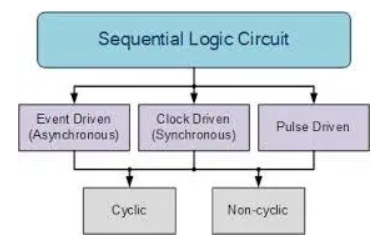 Sequential Logic Circuit
Event Driven
(Asynchronous)
Clock Driven
(Synchronous)
Pulse Driven
Cyclic
Non-cyclic